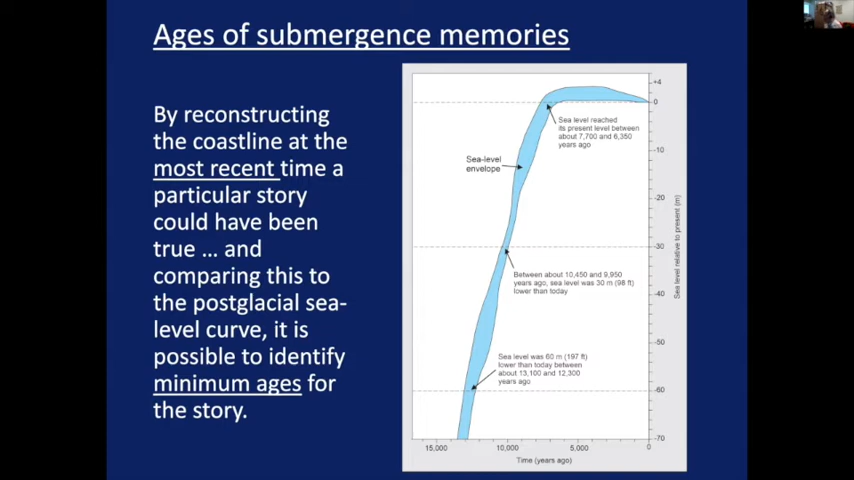 Ages of submergence memories
By reconstructing
the coastline at the
most recent time a
particular story
could have been
true … and
comparing this to
the postglacial sea-
level curve, it is
possible to identify
minimum ages for
the story.
+4
0
-10
-20
-30
-40
-50
-60
-70
Sea level relative to present (m)
Sea level reached
its present level between
about 7,700 and 6,350
years ago
Sea-level
envelope
Between about 10,450 and 9,950
years ago, sea level was 30 m (98 ft)
lower than today
Sea level was 60 m (197 ft)
lower than today between
about 13,100 and 12,300
years ago
15,000
10,000
5,000
0
Time (years ago)